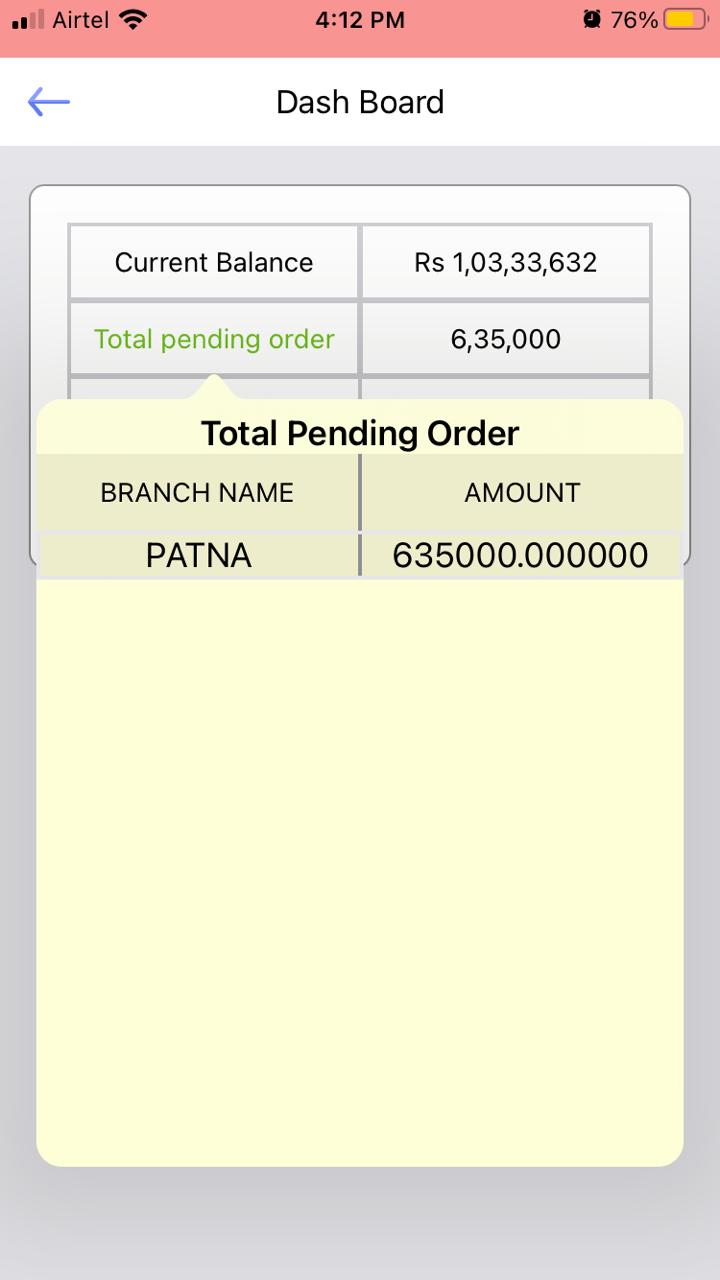 Airtel 4:12 PM 76%
Dash Board
Current Balance Rs 1,03,33,632
Total pending order 6,35,000
Total Pending Order
BRANCH NAME AMOUNT
PATNA 635000.000000